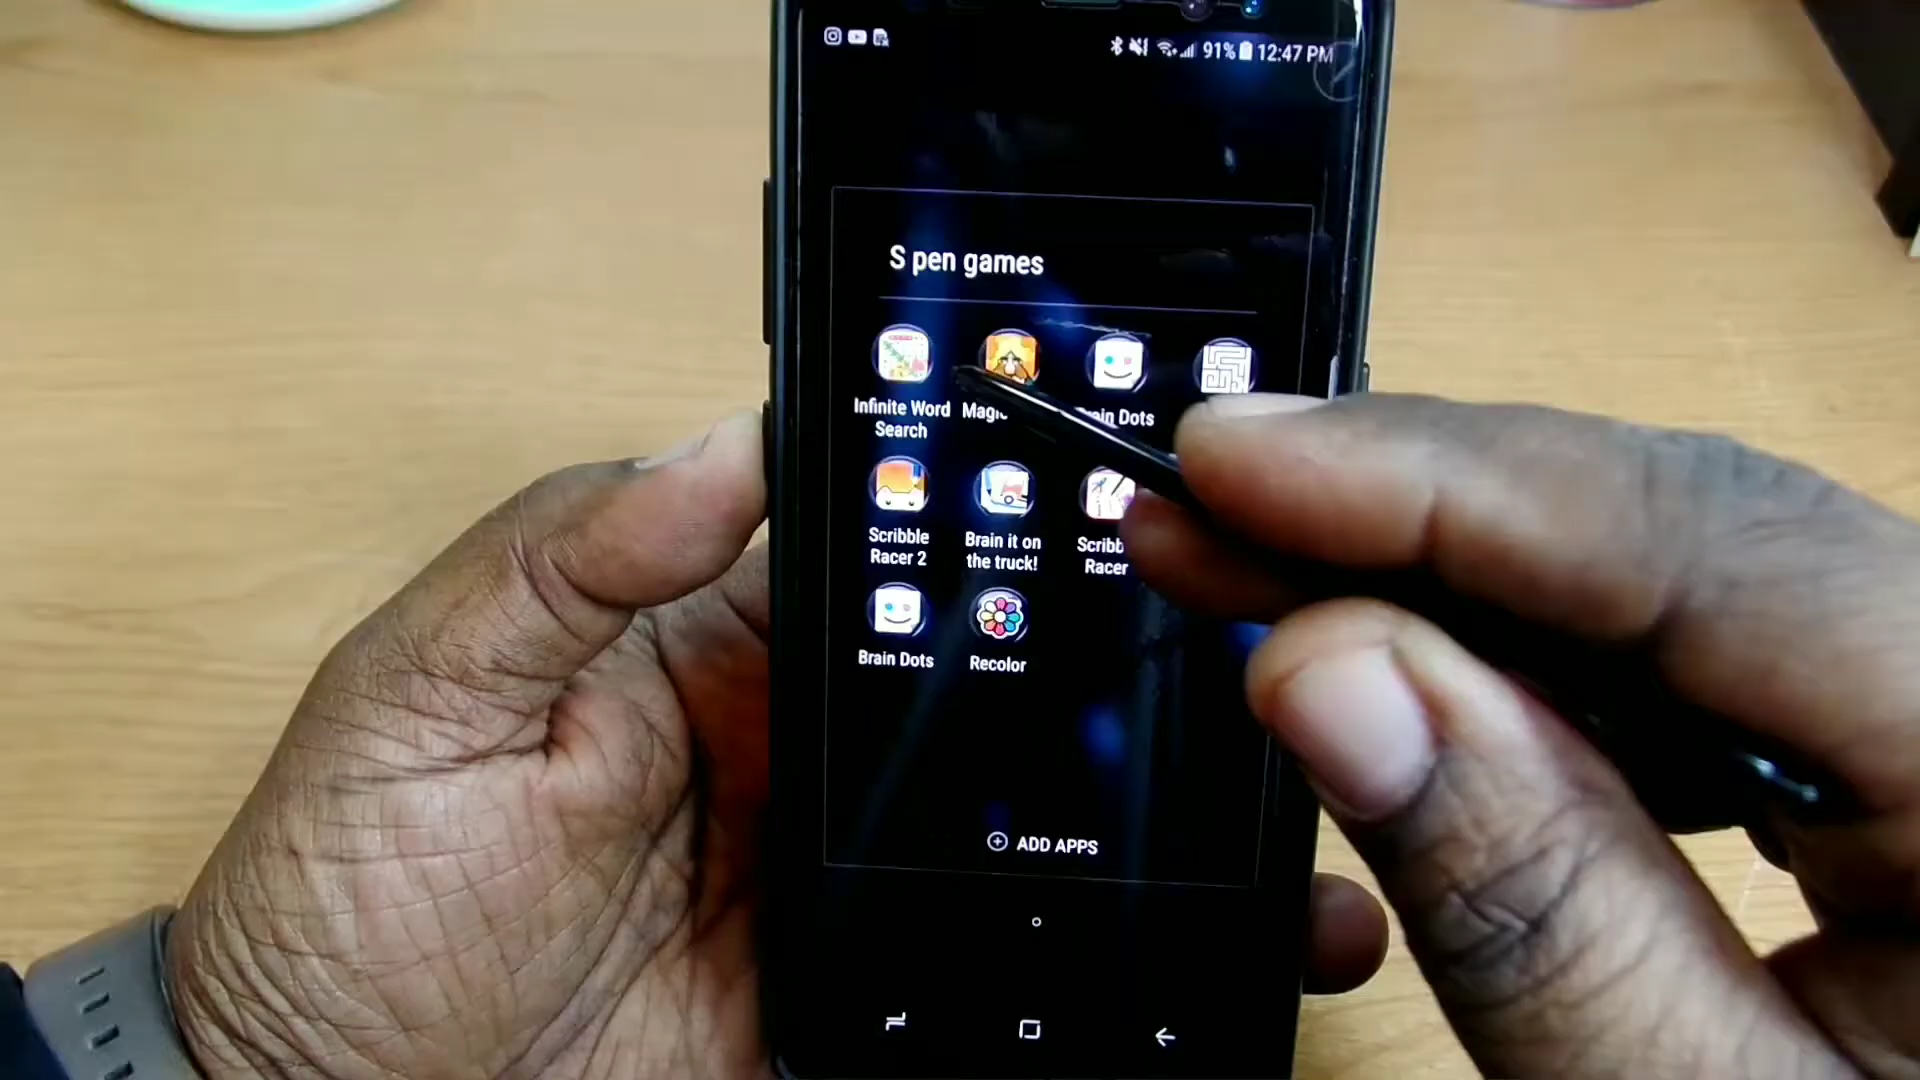 91% 12:47 PM
S pen games
Infinite Word
Search
Brain Dots
Scribble
Racer 2
Brain it on
the truck!
Racer
Brain Dots
Recolor
ADD APPS